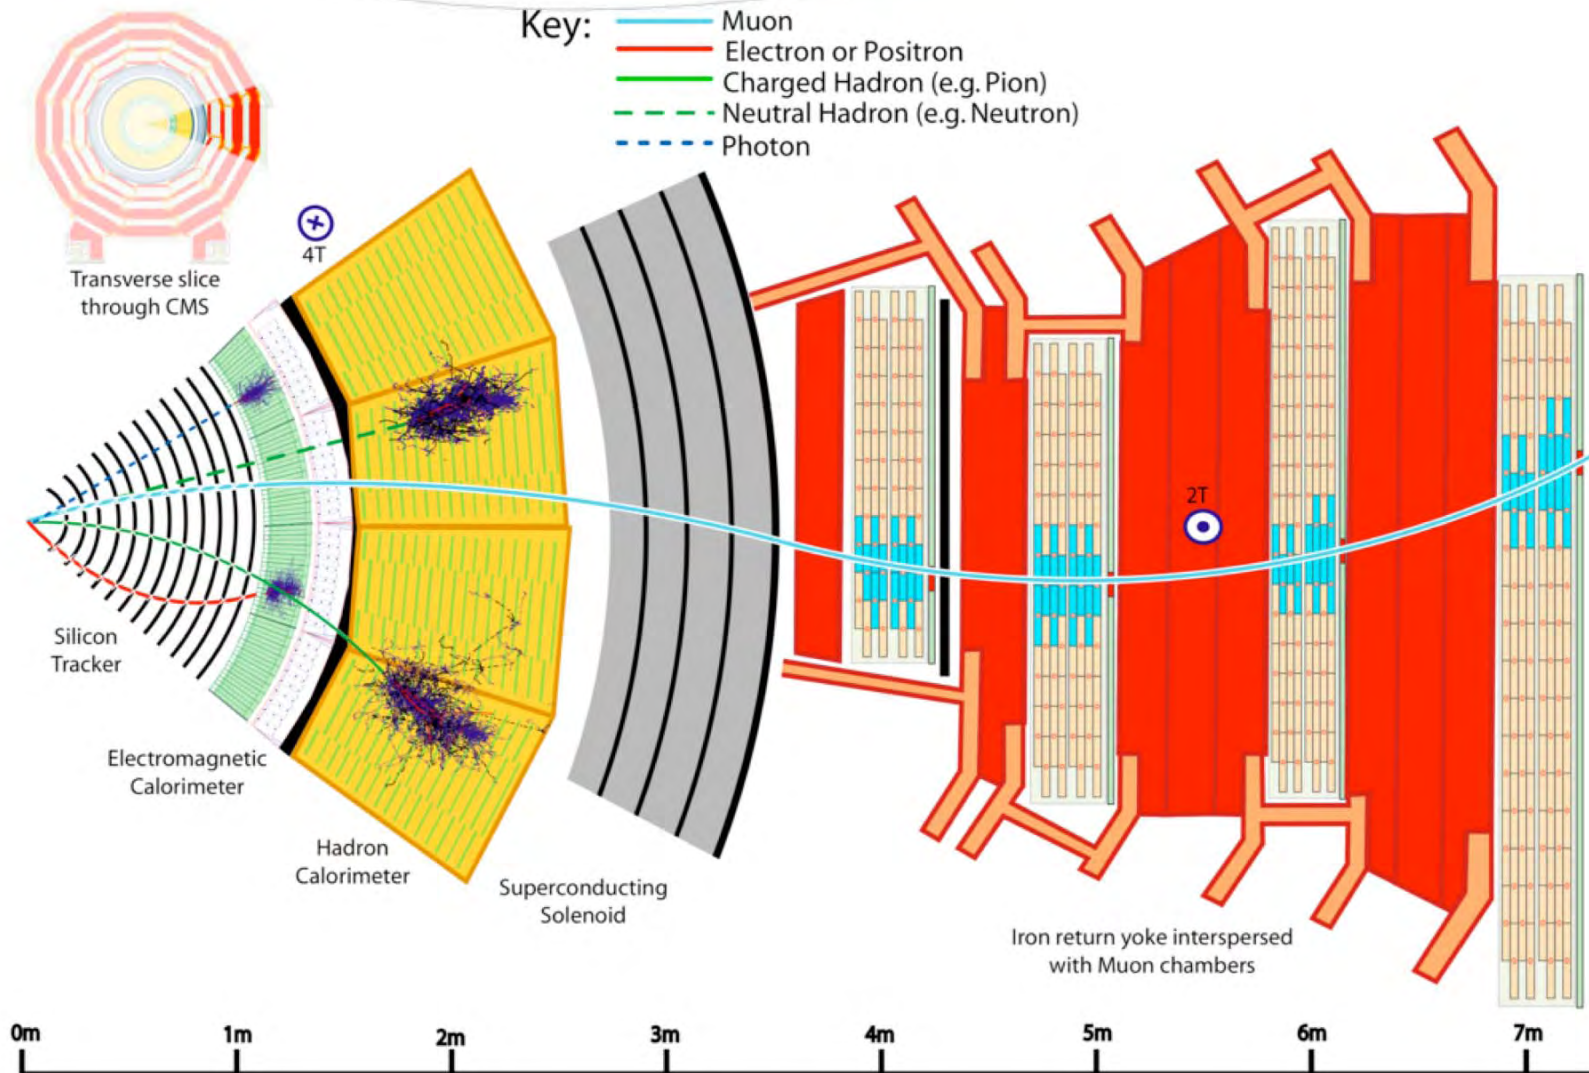 Key:
Muon
Electron or Positron
Charged Hadron (e.g. Pion)
Neutral Hadron (e.g. Neutron)
Photon
4T
Transverse slice
through CMS
2T
Silicon
Tracker
Electromagnetic
Calorimeter
Hadron
Calorimeter
Superconducting
Solenoid
Iron return yoke interspersed
with Muon chambers
0m 1m 2m 3m 4m 5m 6m 7m